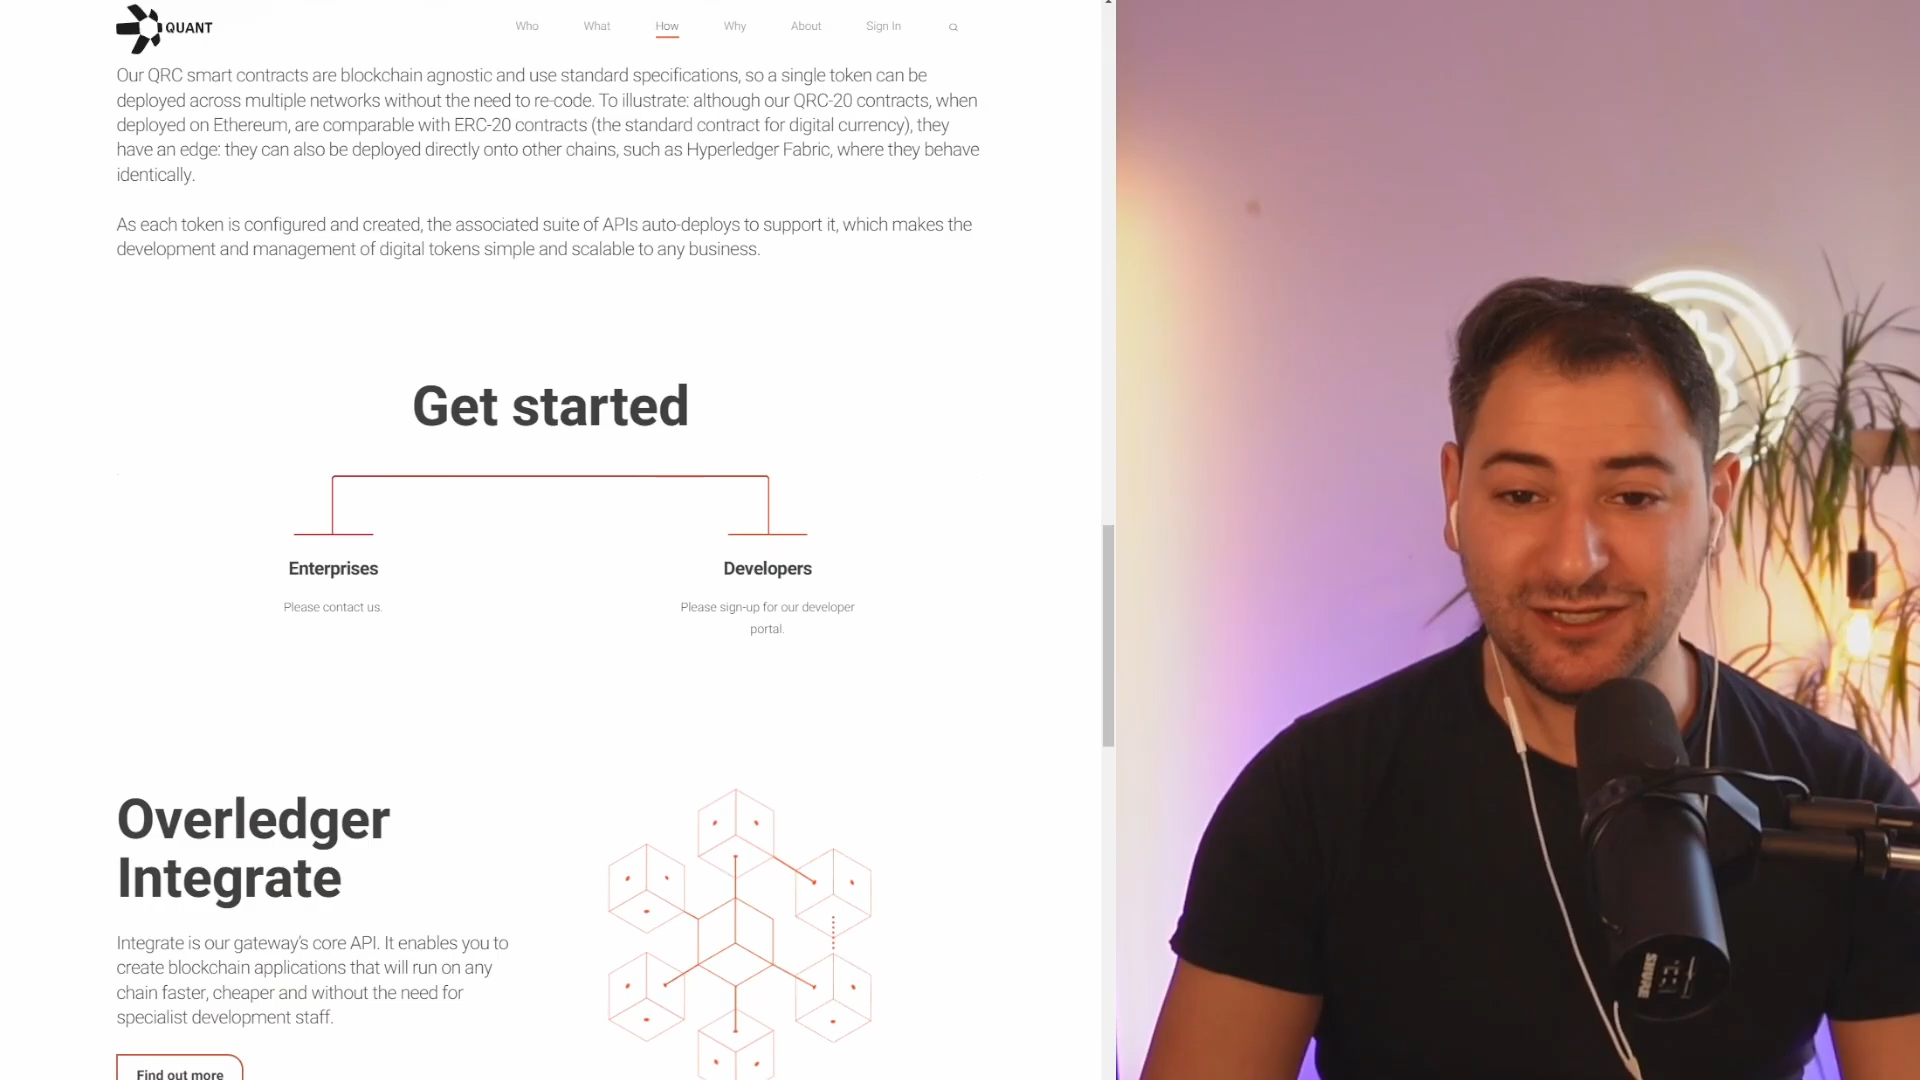 QUANT
Who What How Why About Sign In
Our QRC smart contracts are blockchain agnostic and use standard specifications, so a single token can be
deployed across multiple networks without the need to re-code. To illustrate: although our QRC-20 contracts, when
deployed on Ethereum, are comparable with ERC-20 contracts (the standard contract for digital currency), they
have an edge: they can also be deployed directly onto other chains, such as Hyperledger Fabric, where they behave
identically.
As each token is configured and created, the associated suite of APIs auto-deploys to support it, which makes the
development and management of digital tokens simple and scalable to any business.
Get started
Enterprises
Please contact us.
Developers
Please sign-up for our developer
portal.
Overledger
Integrate
Integrate is our gateway's core API. It enables you to
create blockchain applications that will run on any
chain faster, cheaper and without the need for
specialist development staff.
Find out more
SHURE